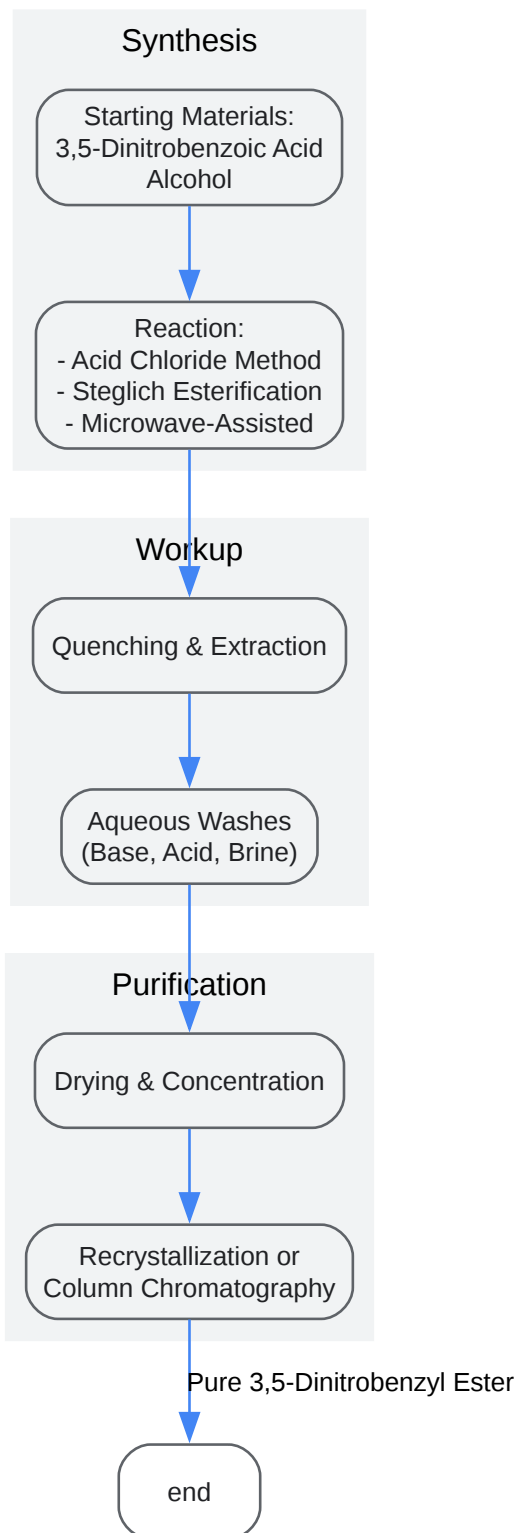 Synthesis
Starting Materials:
3,5-Dinitrobenzoic Acid
Alcohol
Reaction:
- Acid Chloride Method
- Steglich Esterification
- Microwave-Assisted
Workup
Quenching & Extraction
Aqueous Washes
(Base, Acid, Brine)
Purification
Drying & Concentration
Recrystallization or
Column Chromatography
Pure 3,5-Dinitrobenzyl Ester
end